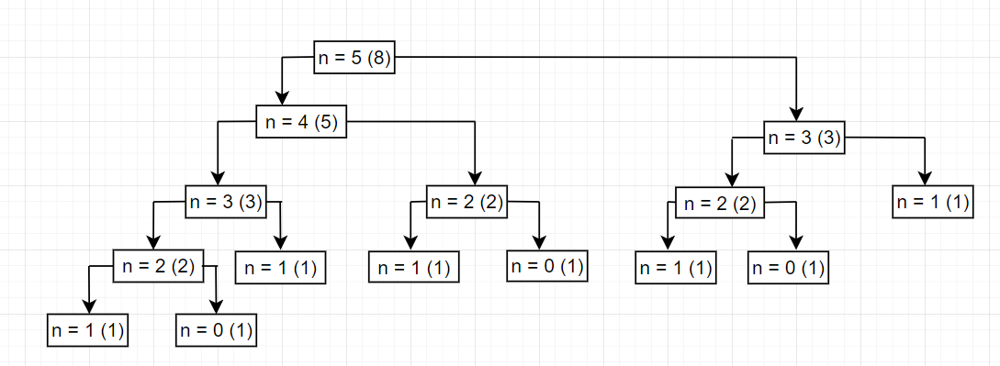 n = 5 (8)
n = 4 (5)
n = 3 (3)
n = 3 (3)
n = 2 (2)
n = 2 (2)
n = 1 (1)
n = 2 (2)
n = 1 (1)
n = 1 (1)
n = 0 (1)
n = 1 (1)
n = 0 (1)
n = 1 (1)
n = 0 (1)